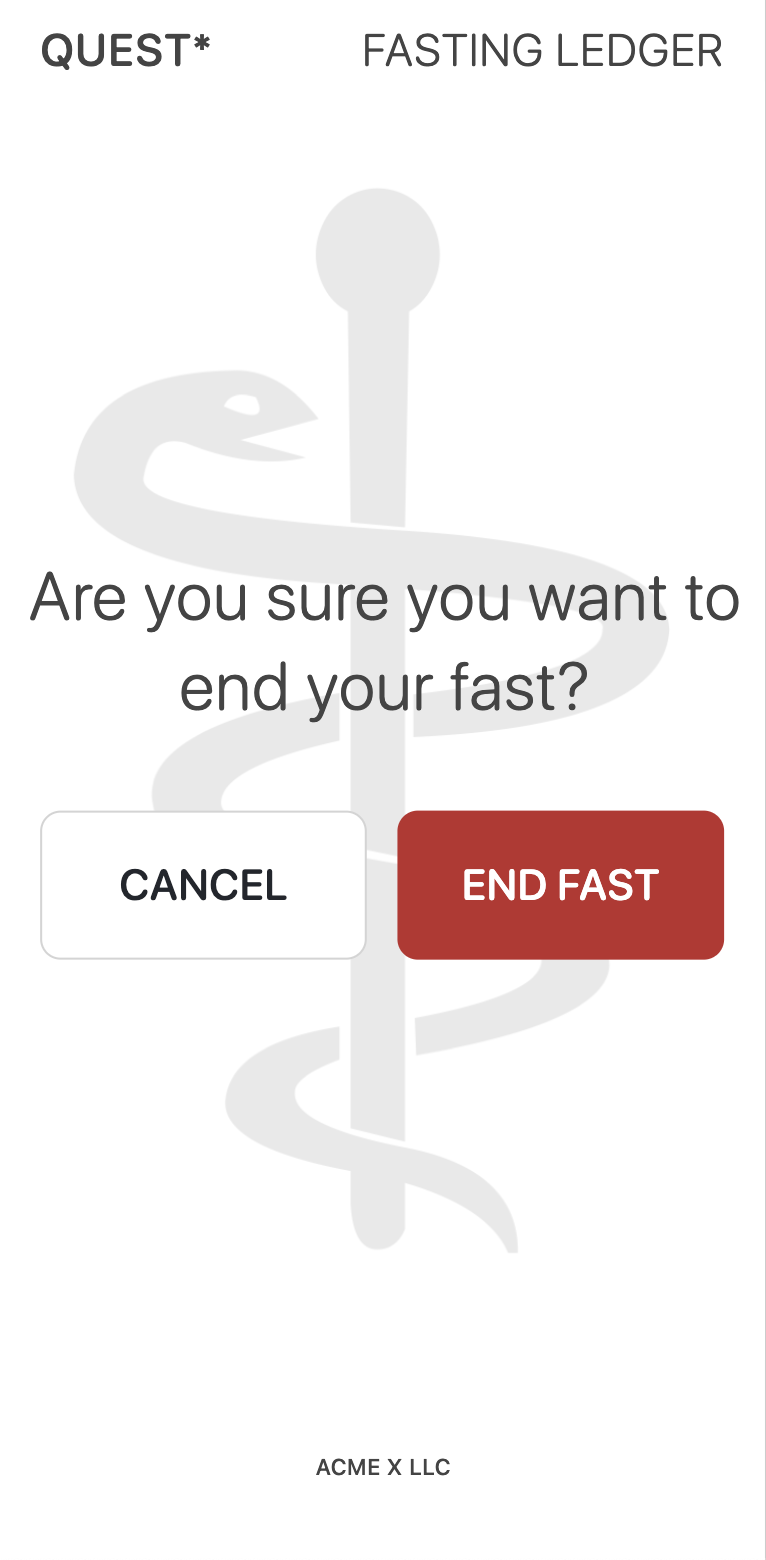 QUEST* FASTING LEDGER
Are you sure you want to
end your fast?
CANCEL END FAST
ACME X LLC